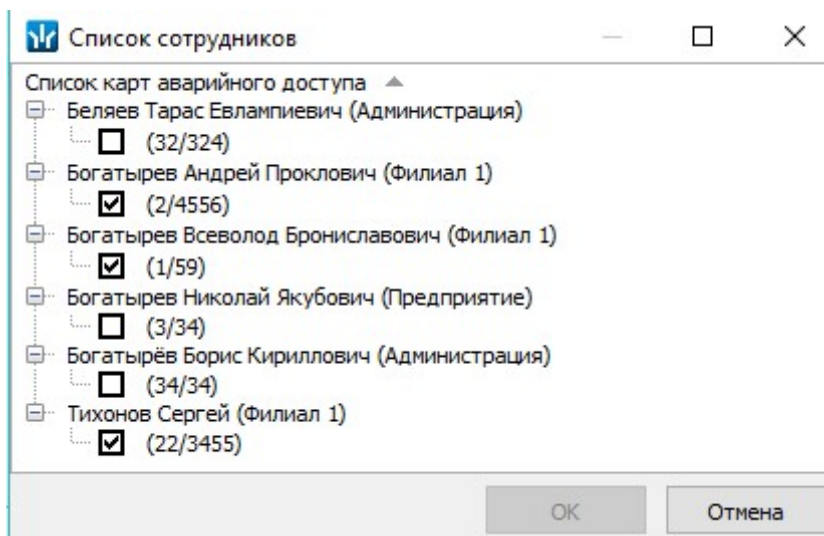 Список сотрудников
Список карт аварийного доступа
Беляев Тарас Евлампиевич (Администрация)
(32/324)
Богатырев Андрей Проклович (Филиал 1)
(2/4556)
Богатырев Всеволод Брониславович (Филиал 1)
(1/59)
Богатырев Николай Якубович (Предприятие)
(3/34)
Богатырёв Борис Кириллович (Администрация)
(34/34)
Тихонов Сергей (Филиал 1)
(22/3455)
ОК Отмена